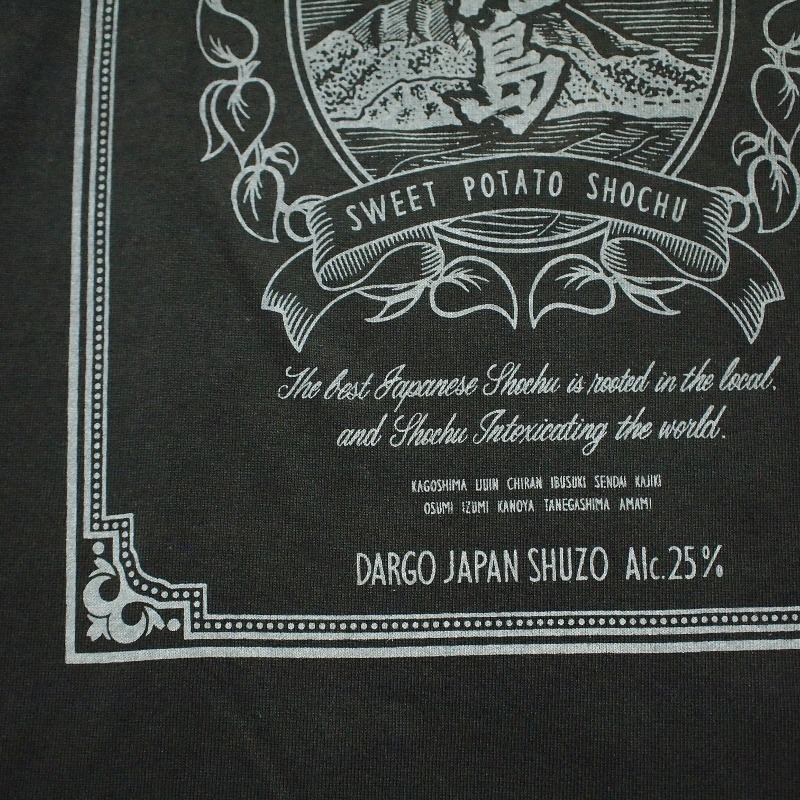 島
SWEET POTATO SHOCHU
The best Japanese Shochu is rooted in the local.
and Shochu Intoxicating the world.
KAGOSHIMA IJUIN CHIRAN IBUSUKI SENDAI KAJIKI
OSUMI IZUMI KANOYA TANEGASHIMA AMAMI
DARGO JAPAN SHUZO Alc.25%